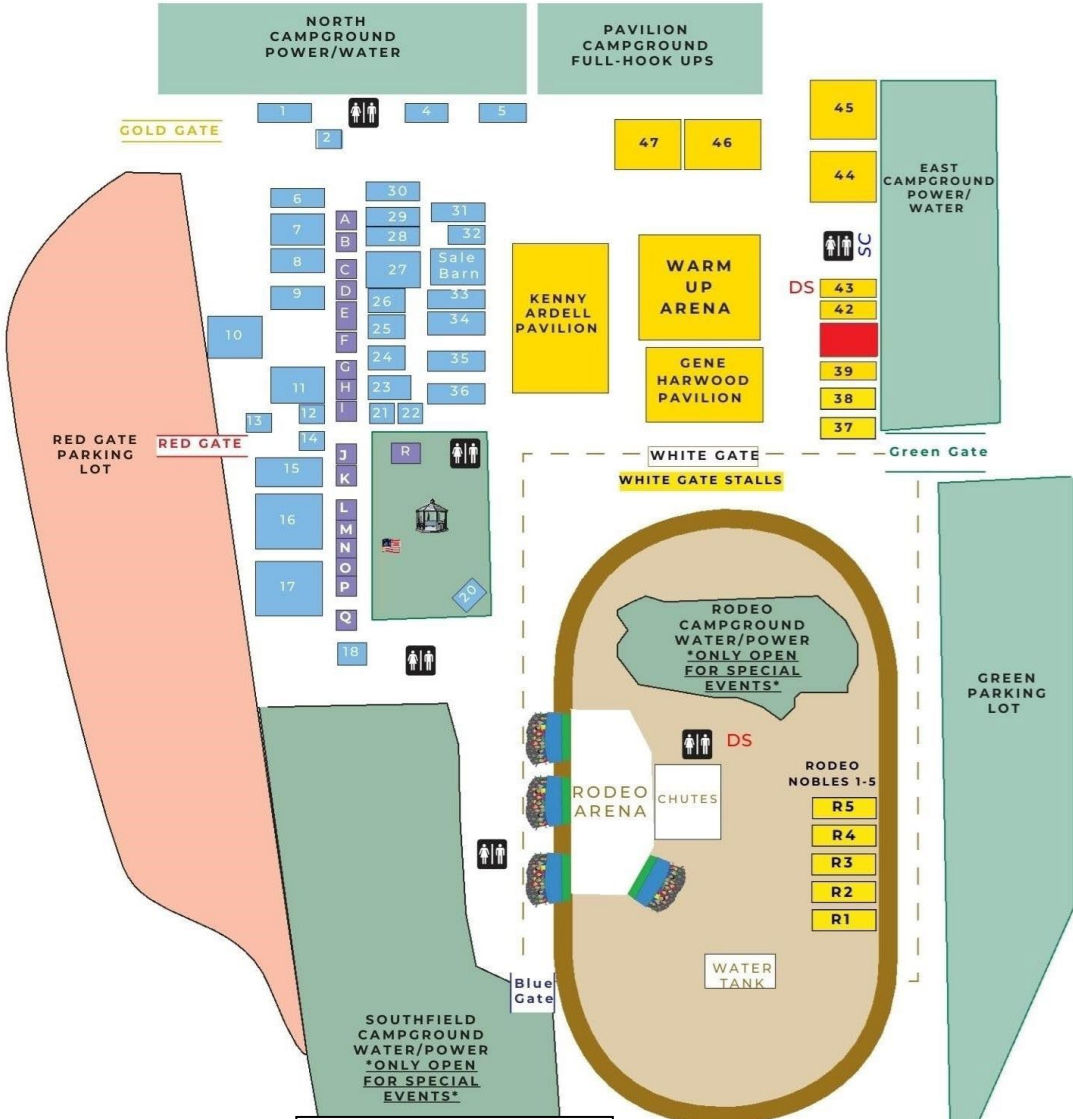 NORTH
CAMPGROUND
POWER/WATER
PAVILION
CAMPGROUND
FULL-HOOK UPS
1
4
5
2
GOLD GATE
45
47
46
44
EAST
CAMPGROUND
POWER/
WATER
SC
6
30
7
A
29
31
B
28
32
8
C
27
Sale
Barn
9
D
26
33
E
10
25
34
F
24
35
G
11
H
23
36
I
21
22
12
13
14
KENNY
ARDELL
PAVILION
WARM
UP
ARENA
GENE
HARWOOD
PAVILION
DS
43
42
39
38
37
RED GATE
PARKING
LOT
RED GATE
J
R
15
K
16
L
M
N
O
17
P
20
Q
18
WHITE GATE
WHITE GATE STALLS
Green Gate
RODEO
CAMPGROUND
WATER/POWER
*ONLY OPEN
FOR SPECIAL
EVENTS*
GREEN
PARKING
LOT
DS
RODEO
ARENA
CHUTES
RODEO
NOBLES 1-5
R5
R4
R3
R2
R1
WATER
TANK
Blue
Gate
SOUTHFIELD
CAMPGROUND
WATER/POWER
*ONLY OPEN
FOR SPECIAL
EVENTS*